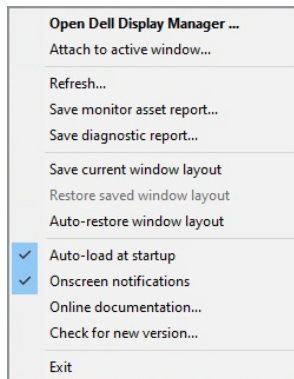 Open Dell Display Manager ...
Attach to active window...
Refresh...
Save monitor asset report...
Save diagnostic report...
Save current window layout
Restore saved window layout
Auto-restore window layout
Auto-load at startup
Onscreen notifications
Online documentation...
Check for new version...
Exit